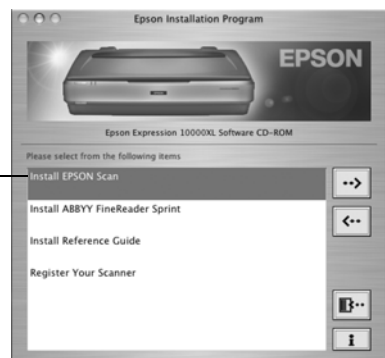 Epson Installation Program
EPSON
Epson Expression 10000XL Software CD-ROM
Please select from the following items
Install EPSON Scan
Install ABBYY FineReader Sprint
Install Reference Guide
Register Your Scanner